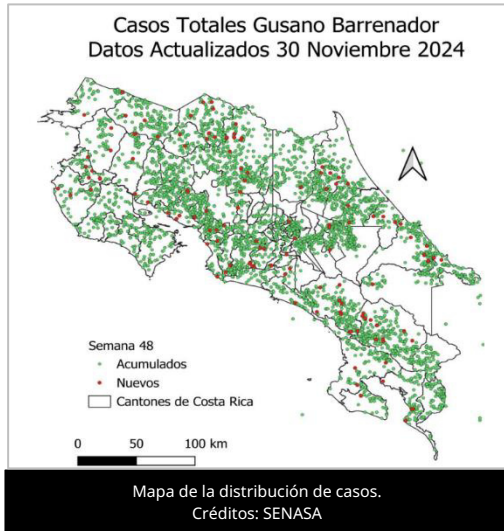 Casos Totales Gusano Barrenador
Datos Actualizados 30 Noviembre 2024
Semana 48
Acumulados
Nuevos
Cantones de Costa Rica
0 50 100 km
Mapa de la distribución de casos.
Créditos: SENASA